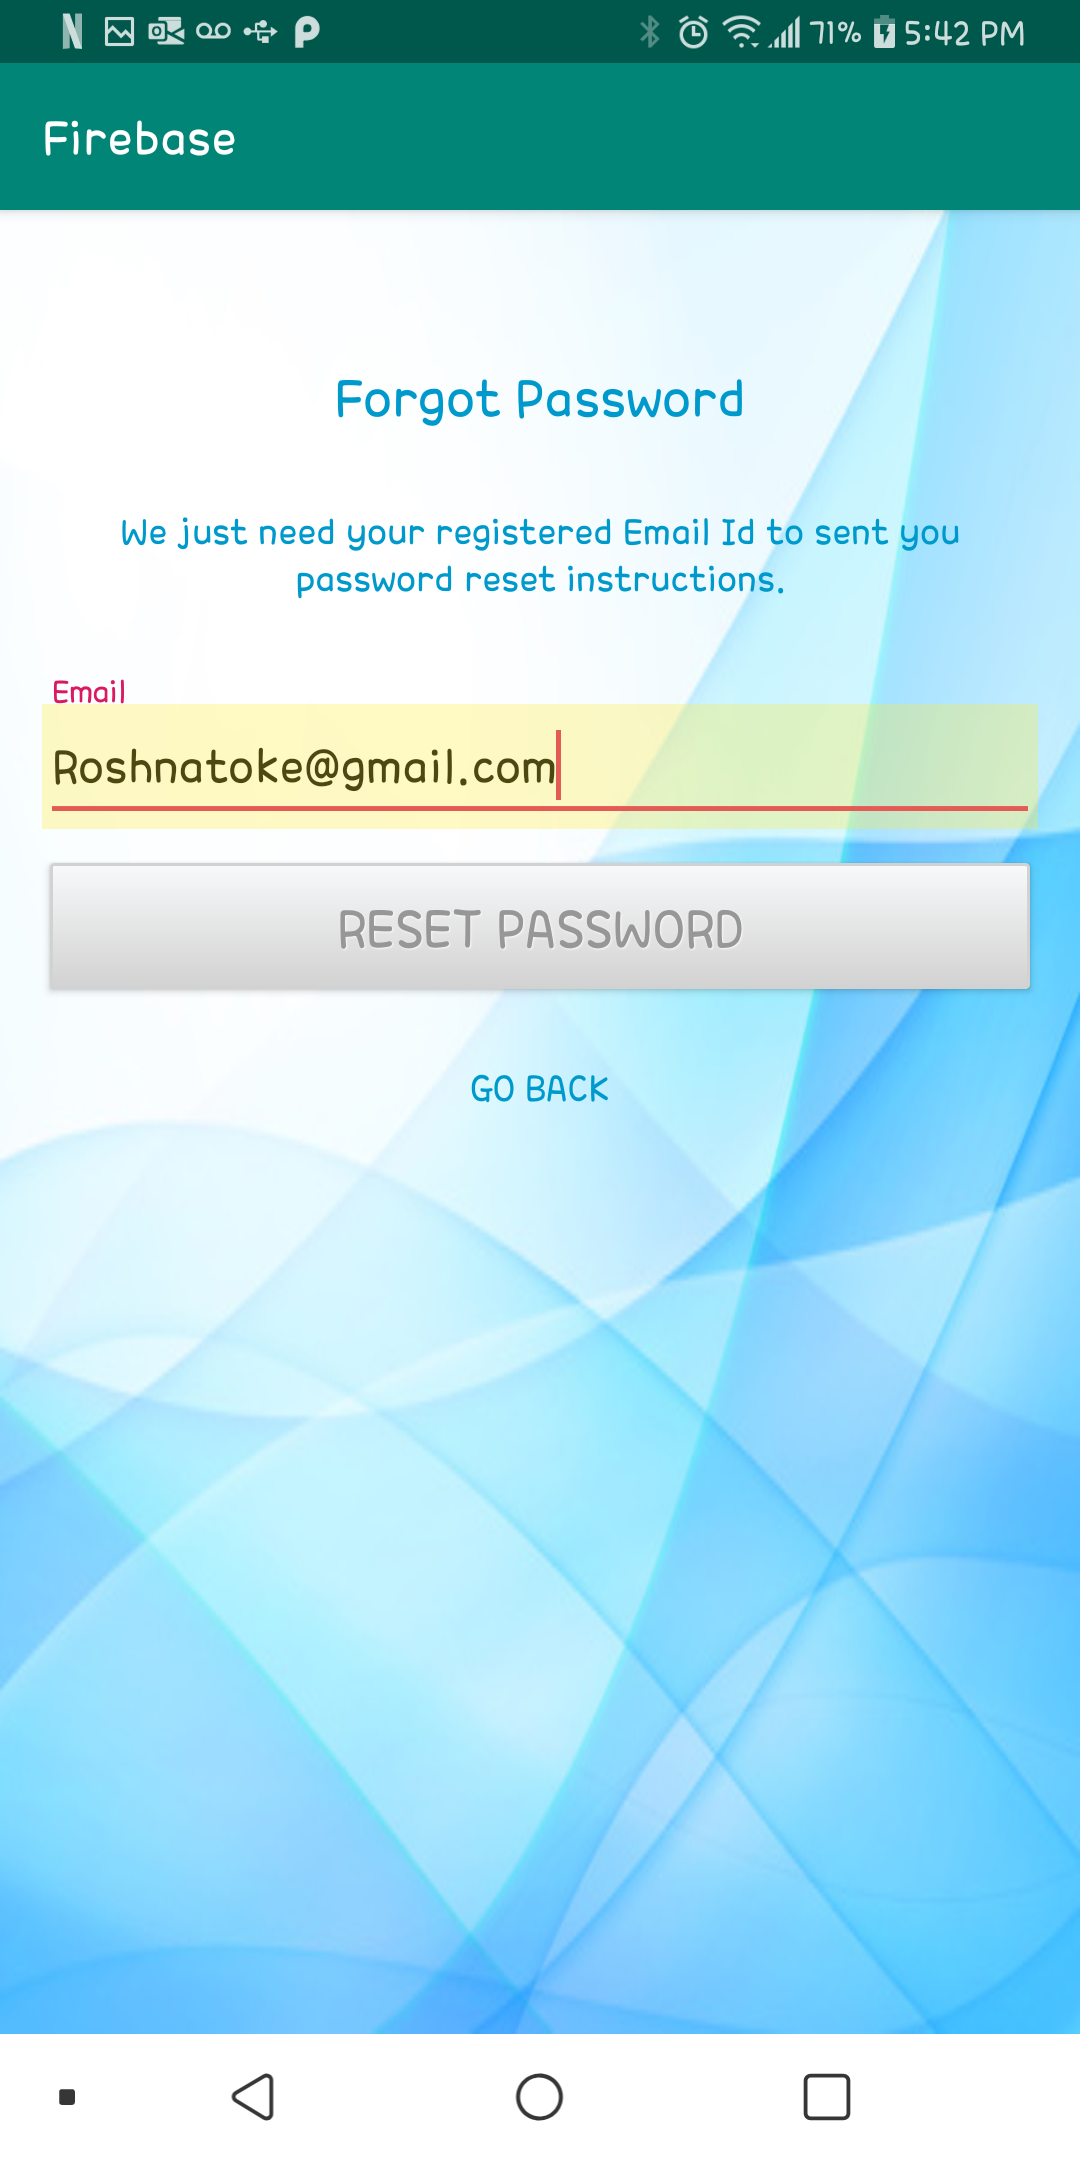 71% 5:42 PM
Firebase
Forgot Password
We just need your registered Email Id to sent you
password reset instructions.
Email
Roshnatoke@gmail.com
RESET PASSWORD
GO BACK